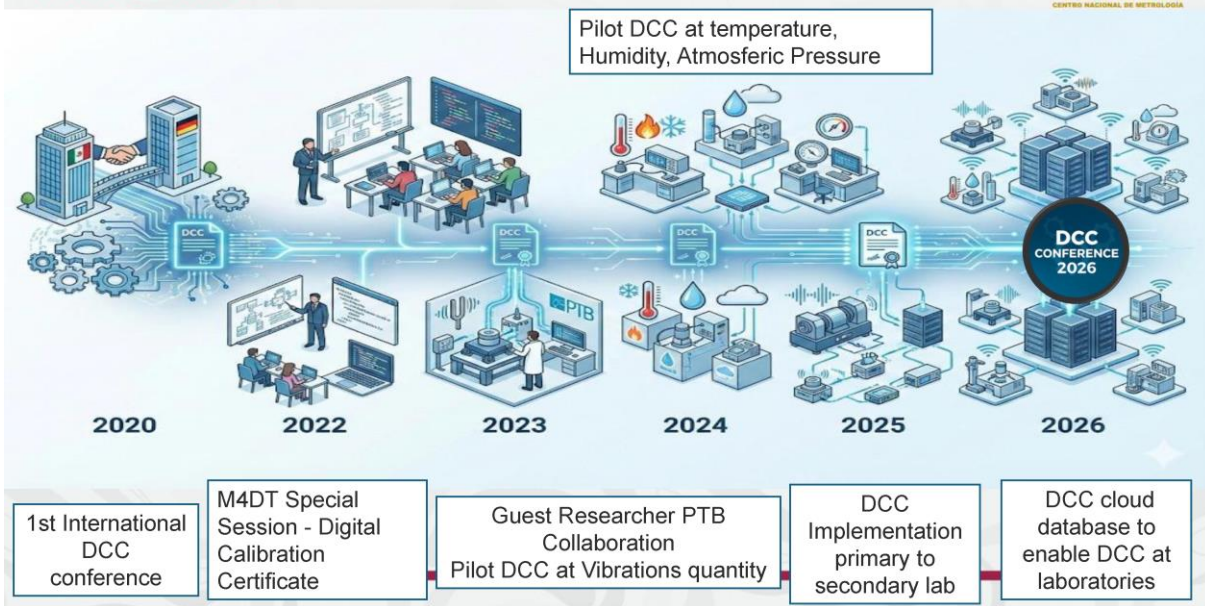 CENTRO NACIONAL DE METROLOGÍA
Pilot DCC at temperature,
Humidity, Atmosferic Pressure
DCC
DCC
DCC
DCC
DCC
CONFERENCE
2026
PTB
2020
2022
2023
2024
2025
2026
1st International
DCC
conference
M4DT Special
Session - Digital
Calibration
Certificate
Guest Researcher PTB
Collaboration
Pilot DCC at Vibrations quantity
DCC
Implementation
primary to
secondary lab
DCC cloud
database to
enable DCC at
laboratories